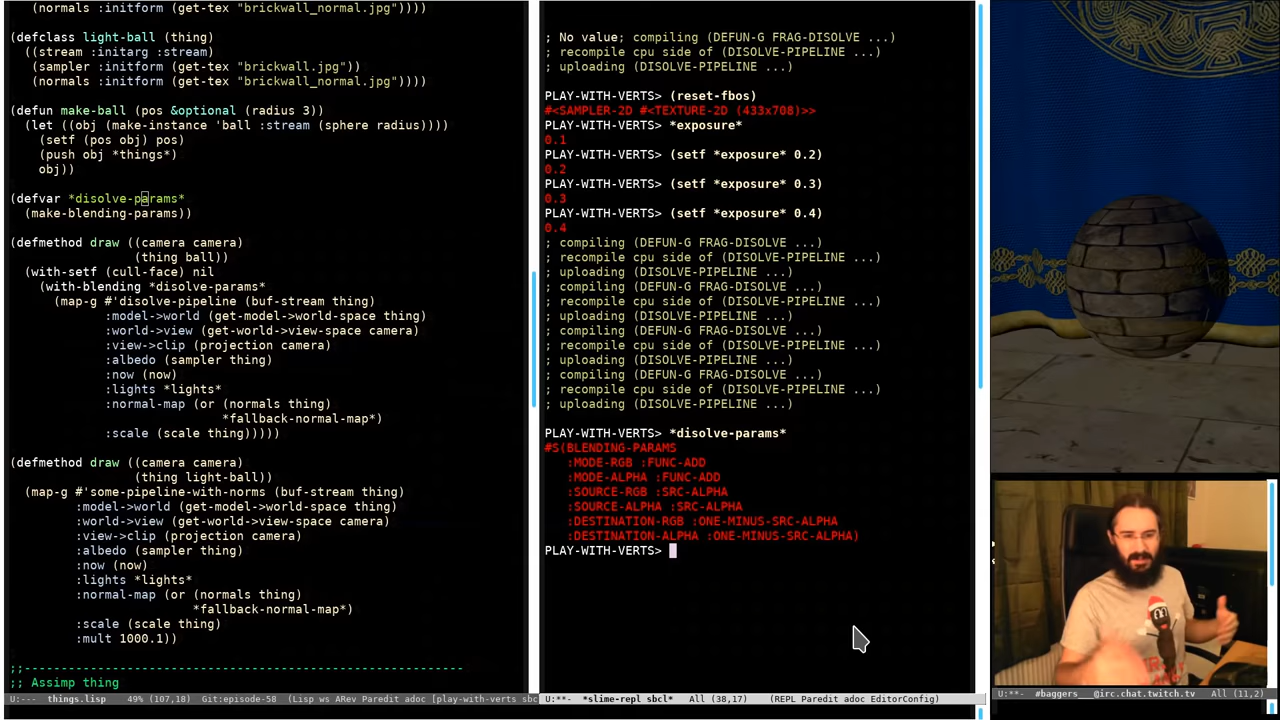 (normals :initform (get-tex "brickwall_normal.jpg"))))
(defclass light-ball (thing)
((stream :initarg :stream)
(sampler :initform (get-tex "brickwall.jpg"))
(normals :initform (get-tex "brickwall_normal.jpg"))))
(defun make-ball (pos &optional (radius 3))
(let ((obj (make-instance 'ball :stream (sphere radius))))
(setf (pos obj) pos)
(push obj *things*)
obj))
(defvar *disolve-params*
(make-blending-params))
(defmethod draw ((camera camera)
(thing ball))
(with-setf (cull-face) nil
(with-blending *disolve-params*
(map-g #'disolve-pipeline (buf-stream thing)
:model->world (get-model->world-space thing)
:world->view (get-world->view-space camera)
:view->clip (projection camera)
:albedo (sampler thing)
:now (now)
:lights *lights*
:normal-map (or (normals thing)
*fallback-normal-map*)
:scale (scale thing)))))
(defmethod draw ((camera camera)
(thing light-ball))
(map-g #'some-pipeline-with-norms (buf-stream thing)
:model->world (get-model->world-space thing)
:world->view (get-world->view-space camera)
:view->clip (projection camera)
:albedo (sampler thing)
:now (now)
:lights *lights*
:normal-map (or (normals thing)
*fallback-normal-map*)
:scale (scale thing)
:mult 1000.1))
;;---------------------------------------------------
;; Assimp thing
U:--- things.lisp 49% (107,18) Git:episode-58 (Lisp ws ARev Paredit adoc [play-with-verts sbc
; No value; compiling (DEFUN-G FRAG-DISOLVE ...)
; recompile cpu side of (DISOLVE-PIPELINE ...)
; uploading (DISOLVE-PIPELINE ...)
PLAY-WITH-VERTS> (reset-fbos)
#<SAMPLER-2D #<TEXTURE-2D (433x708)>>
PLAY-WITH-VERTS> *exposure*
0.1
PLAY-WITH-VERTS> (setf *exposure* 0.2)
0.2
PLAY-WITH-VERTS> (setf *exposure* 0.3)
0.3
PLAY-WITH-VERTS> (setf *exposure* 0.4)
0.4
; compiling (DEFUN-G FRAG-DISOLVE ...)
; recompile cpu side of (DISOLVE-PIPELINE ...)
; uploading (DISOLVE-PIPELINE ...)
; compiling (DEFUN-G FRAG-DISOLVE ...)
; recompile cpu side of (DISOLVE-PIPELINE ...)
; uploading (DISOLVE-PIPELINE ...)
; compiling (DEFUN-G FRAG-DISOLVE ...)
; recompile cpu side of (DISOLVE-PIPELINE ...)
; uploading (DISOLVE-PIPELINE ...)
; compiling (DEFUN-G FRAG-DISOLVE ...)
; recompile cpu side of (DISOLVE-PIPELINE ...)
; uploading (DISOLVE-PIPELINE ...)
PLAY-WITH-VERTS> *disolve-params*
#S(BLENDING-PARAMS
:MODE-RGB :FUNC-ADD
:MODE-ALPHA :FUNC-ADD
:SOURCE-RGB :SRC-ALPHA
:SOURCE-ALPHA :SRC-ALPHA
:DESTINATION-RGB :ONE-MINUS-SRC-ALPHA
:DESTINATION-ALPHA :ONE-MINUS-SRC-ALPHA)
PLAY-WITH-VERTS>
U:**- *slime-repl sbcl* All (38,17) (REPL Paredit adoc EditorConfig)
U:**- #baggers__@irc.chat.twitch.tv All (11,2)